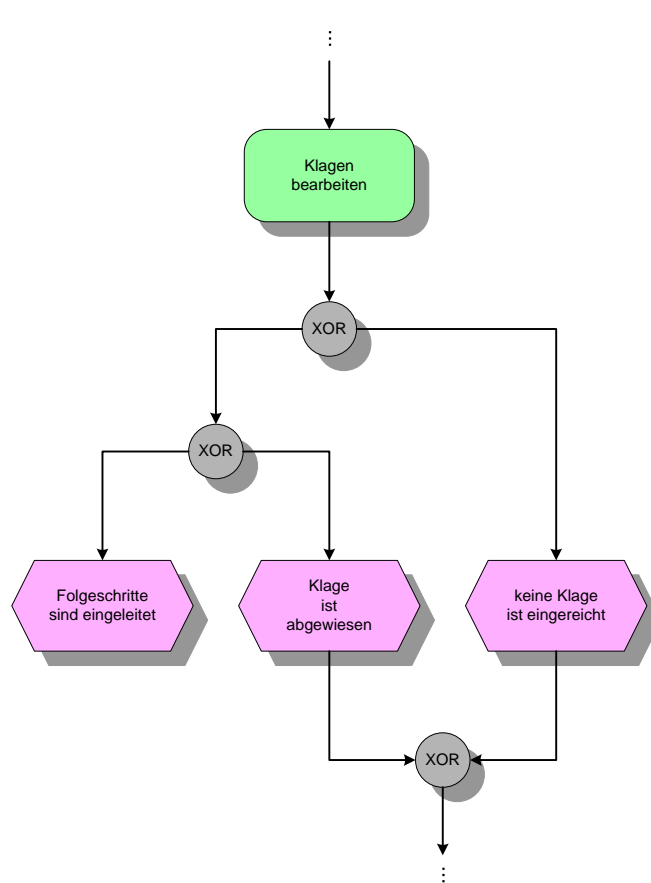 ⋮
Klagen
bearbeiten
XOR
XOR
Folgeschritte
sind eingeleitet
Klage
ist
abgewiesen
keine Klage
ist eingereicht
XOR
⋮